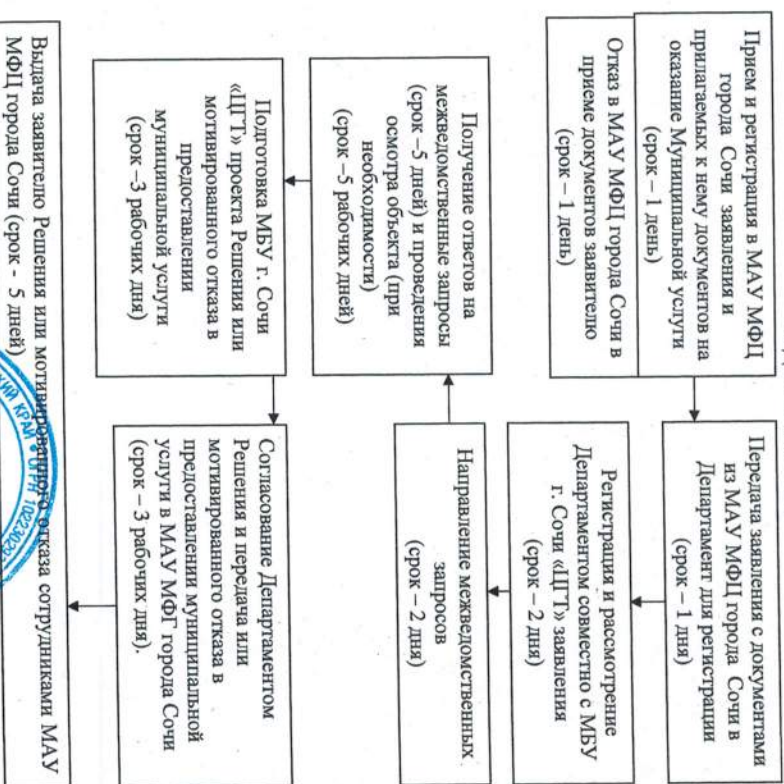 Прием и регистрация в МАУ МФЦ
города Сочи заявления и
прилагаемых к нему документов на
оказание Муниципальной услуги
(срок – 1 день)
Отказ в МАУ МФЦ города Сочи в
приеме документов заявителю
(срок – 1 день)
Передача заявления с документами
из МАУ МФЦ города Сочи в
Департамент для регистрации
(срок – 1 дня)
Регистрация и рассмотрение
Департаментом совместно с МБУ
г. Сочи «ЦГТ» заявления
(срок – 2 дня)
Направление межведомственных
запросов
(срок – 2 дня)
Получение ответов на
межведомственные запросы
(срок –5 дней) и проведения
осмотра объекта (при
необходимости)
(срок –5 рабочих дней)
Подготовка МБУ г. Сочи
«ЦГТ» проекта Решения или
мотивированного отказа в
предоставлении
муниципальной услуги
(срок –3 рабочих дня)
Согласование Департаментом
Решения и передача или
мотивированного отказа в
предоставлении муниципальной
услуги в МАУ МФГ города Сочи
(срок – 3 рабочих дня).
Выдача заявителю Решения или мотивированного отказа сотрудниками МАУ
МФЦ города Сочи (срок - 5 дней)
КРАЙ